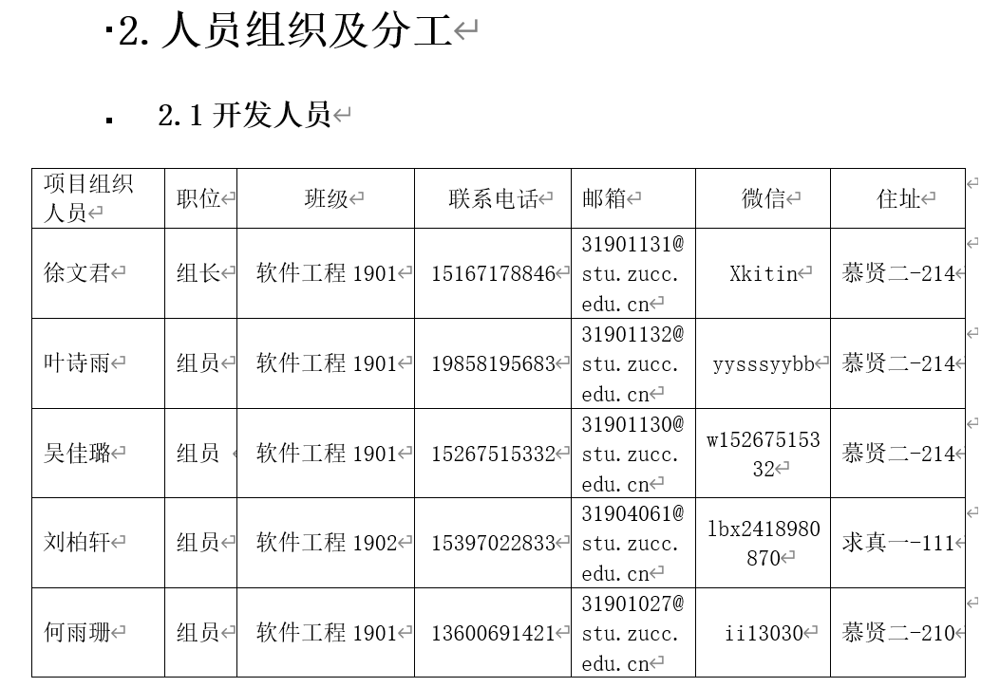 2.人员组织及分工
2.1 开发人员
项目组织
人员
职位
班级
联系电话
邮箱
微信
住址
徐文君
组长
软件工程 1901
15167178846
31901131@
stu.zucc.
edu.cn
Xkitin
慕贤二-214
叶诗雨
组员
软件工程 1901
19858195683
31901132@
stu.zucc.
edu.cn
yysssyybb
慕贤二-214
吴佳璐
组员
软件工程 1901
15267515332
31901130@
stu.zucc.
edu.cn
w152675153
32
慕贤二-214
刘柏轩
组员
软件工程 1902
15397022833
31904061@
stu.zucc.
edu.cn
lbx2418980
870
求真一-111
何雨珊
组员
软件工程 1901
13600691421
31901027@
stu.zucc.
edu.cn
ii13030
慕贤二-210